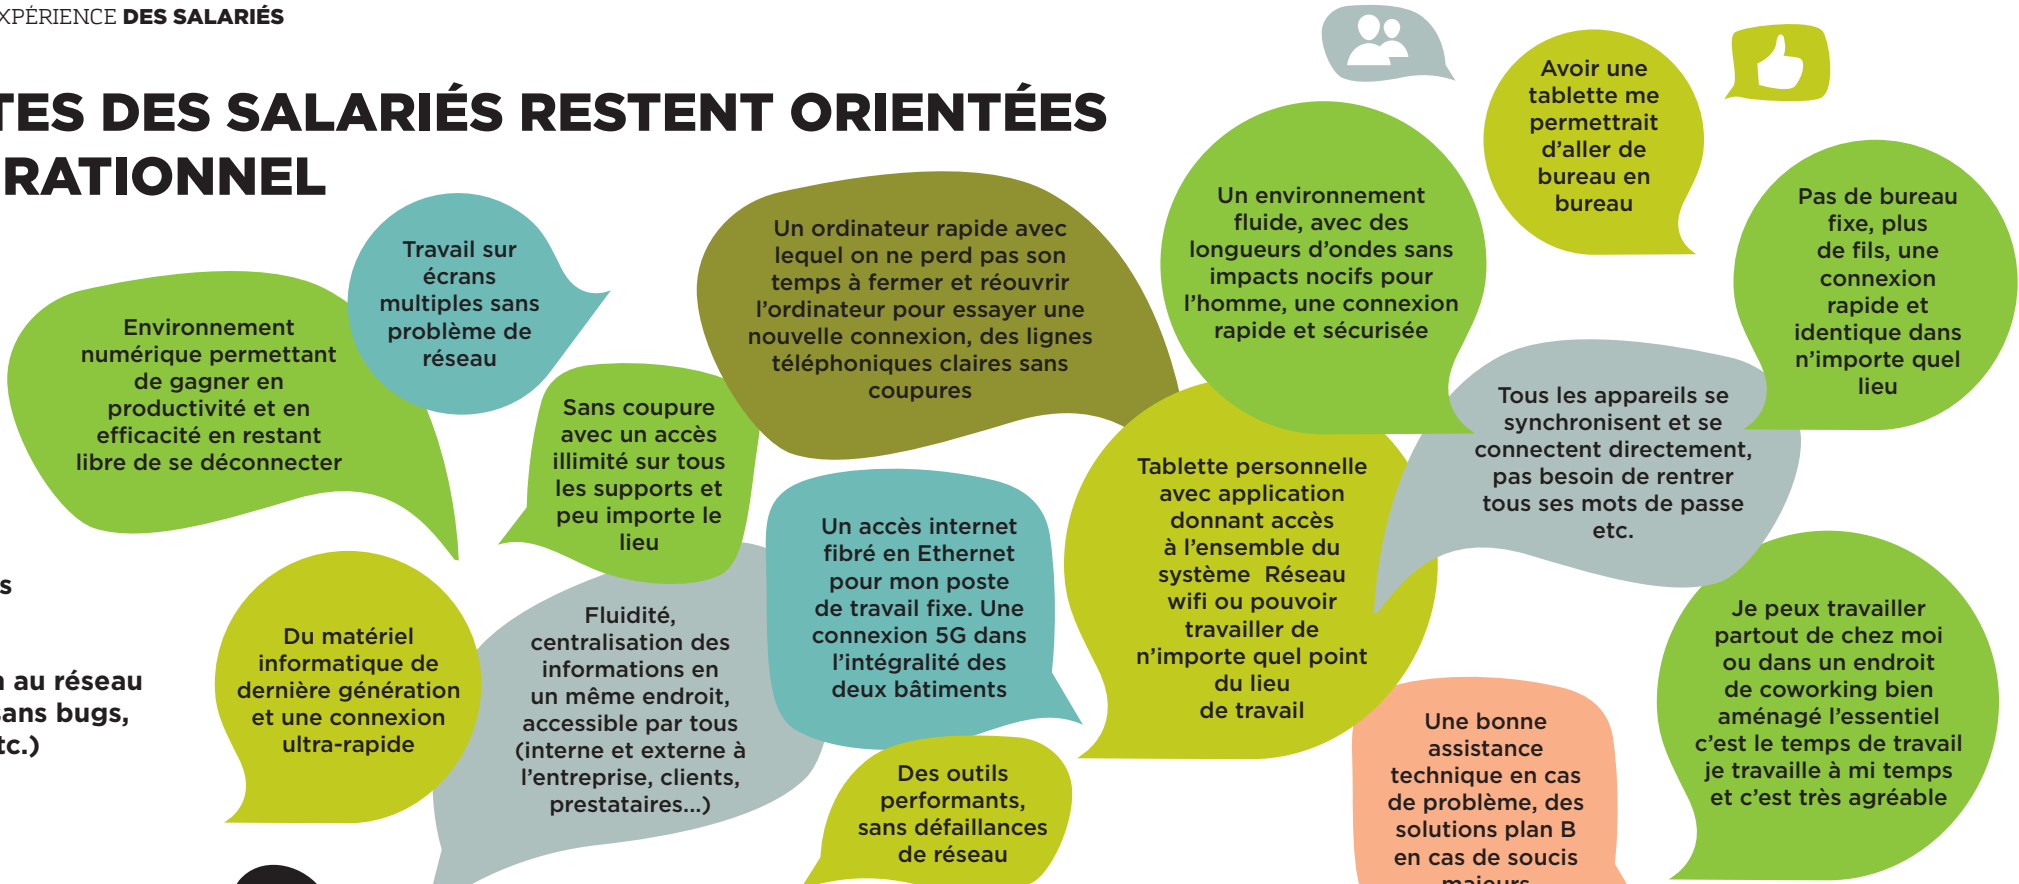 XPÉRIENCE DES SALARIÉS
TES DES SALARIÉS RESTENT ORIENTÉES
RATIONNEL
Environnement
numérique permettant
de gagner en
productivité et en
efficacité en restant
libre de se déconnecter
Travail sur
écrans
multiples sans
problème de
réseau
Sans coupure
avec un accès
illimité sur tous
les supports et
peu importe le
lieu
Un ordinateur rapide avec
lequel on ne perd pas son
temps à fermer et réouvrir
l’ordinateur pour essayer une
nouvelle connexion, des lignes
téléphoniques claires sans
coupures
Un environnement
fluide, avec des
longueurs d’ondes sans
impacts nocifs pour
l’homme, une connexion
rapide et sécurisée
Avoir une
tablette me
permettrait
d’aller de
bureau en
bureau
Pas de bureau
fixe, plus
de fils, une
connexion
rapide et
identique dans
n’importe quel
lieu
Tous les appareils se
synchronisent et se
connectent directement,
pas besoin de rentrer
tous ses mots de passe
etc.
s
au réseau
sans bugs,
tc.)
Du matériel
informatique de
dernière génération
et une connexion
ultra-rapide
Fluidité,
centralisation des
informations en
un même endroit,
accessible par tous
(interne et externe à
l’entreprise, clients,
prestataires...)
Un accès internet
fibré en Ethernet
pour mon poste
de travail fixe. Une
connexion 5G dans
l’intégralité des
deux bâtiments
Des outils
performants,
sans défaillances
de réseau
Tablette personnelle
avec application
donnant accès
à l’ensemble du
système Réseau
wifi ou pouvoir
travailler de
n’importe quel point
du lieu
de travail
Une bonne
assistance
technique en cas
de problème, des
solutions plan B
en cas de soucis
majeurs
Je peux travailler
partout de chez moi
ou dans un endroit
de coworking bien
aménagé l’essentiel
c’est le temps de travail
je travaille à mi temps
et c’est très agréable